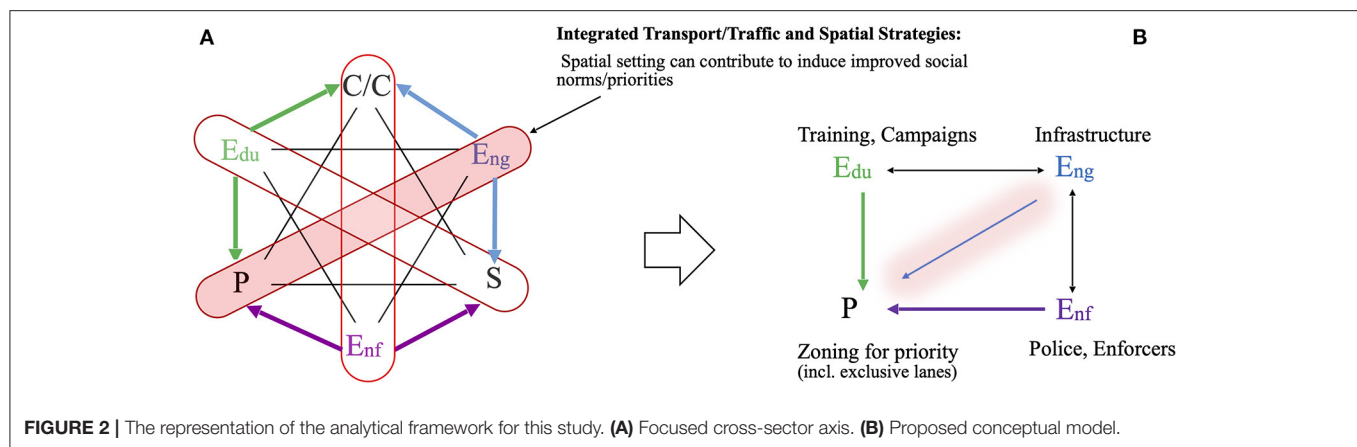 A
Integrated Transport/Traffic and Spatial Strategies:
Spatial setting can contribute to induce improved social
norms/priorities
B
C/C
Edu
Eng
P
S
Enf
Training, Campaigns
Infrastructure
Edu
Eng
P
Enf
Zoning for priority
(incl. exclusive lanes)
Police, Enforcers
FIGURE 2 | The representation of the analytical framework for this study. (A) Focused cross-sector axis. (B) Proposed conceptual model.